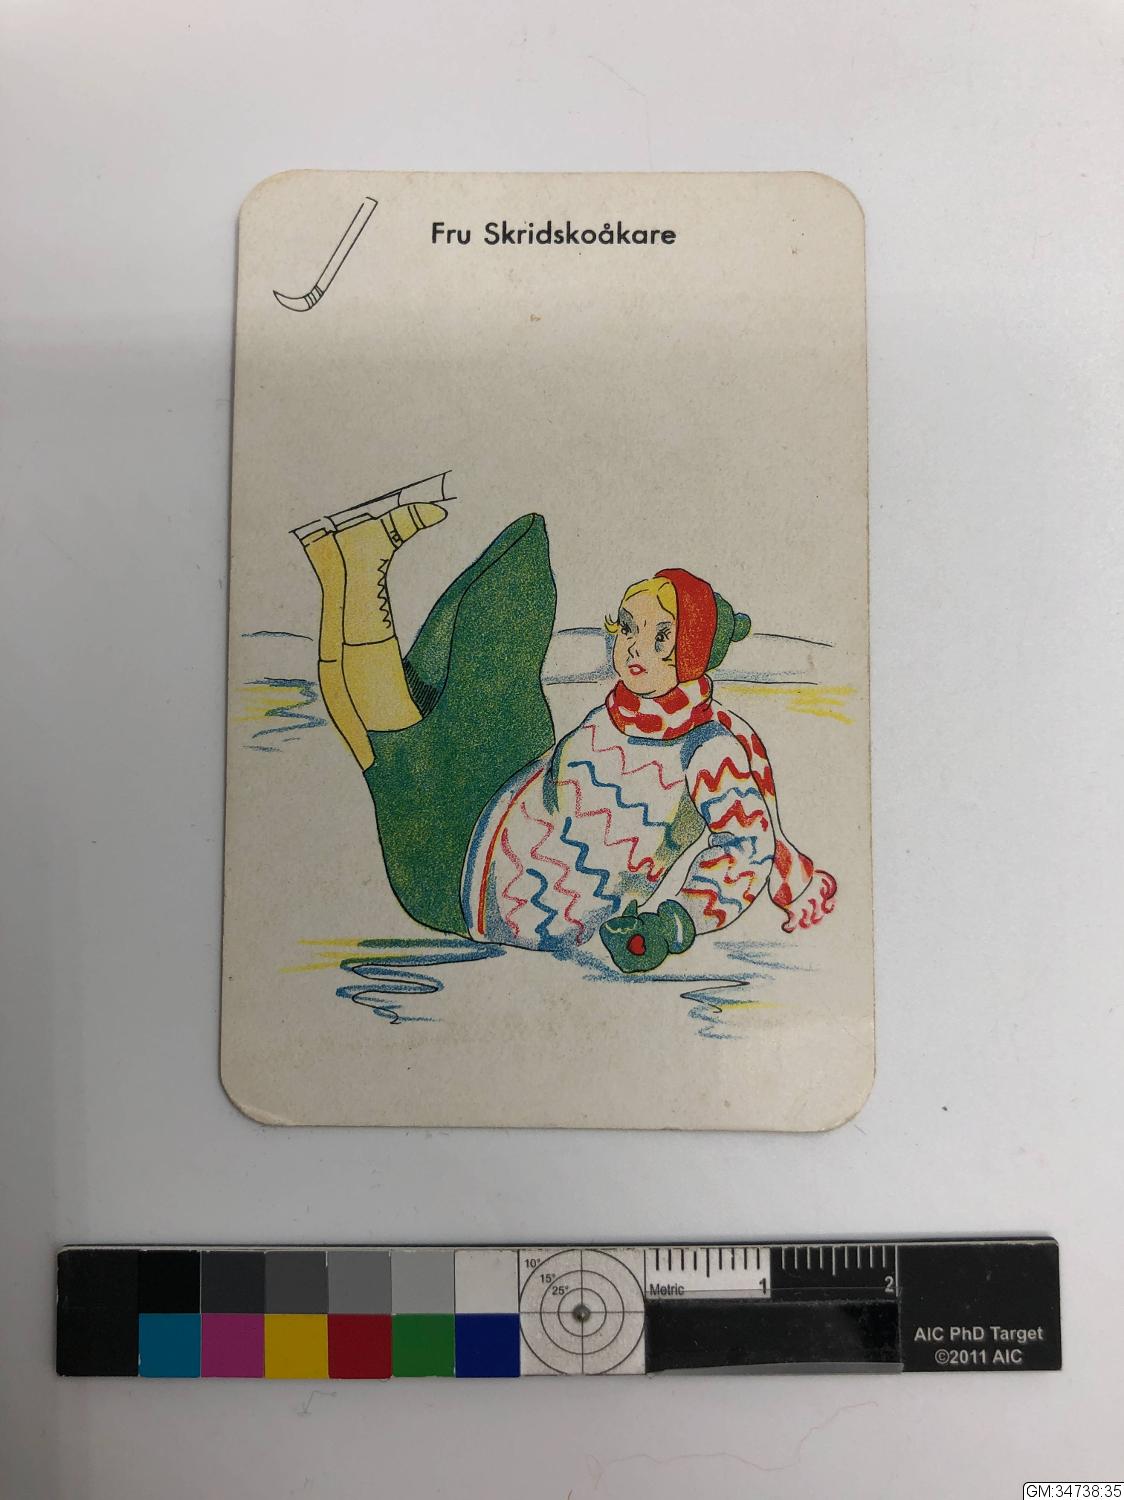 Fru Skridskoåkare
10°
15°
25°
Metric
1
2
AIC PhD Target
©2011 AIC
GM:34738:35